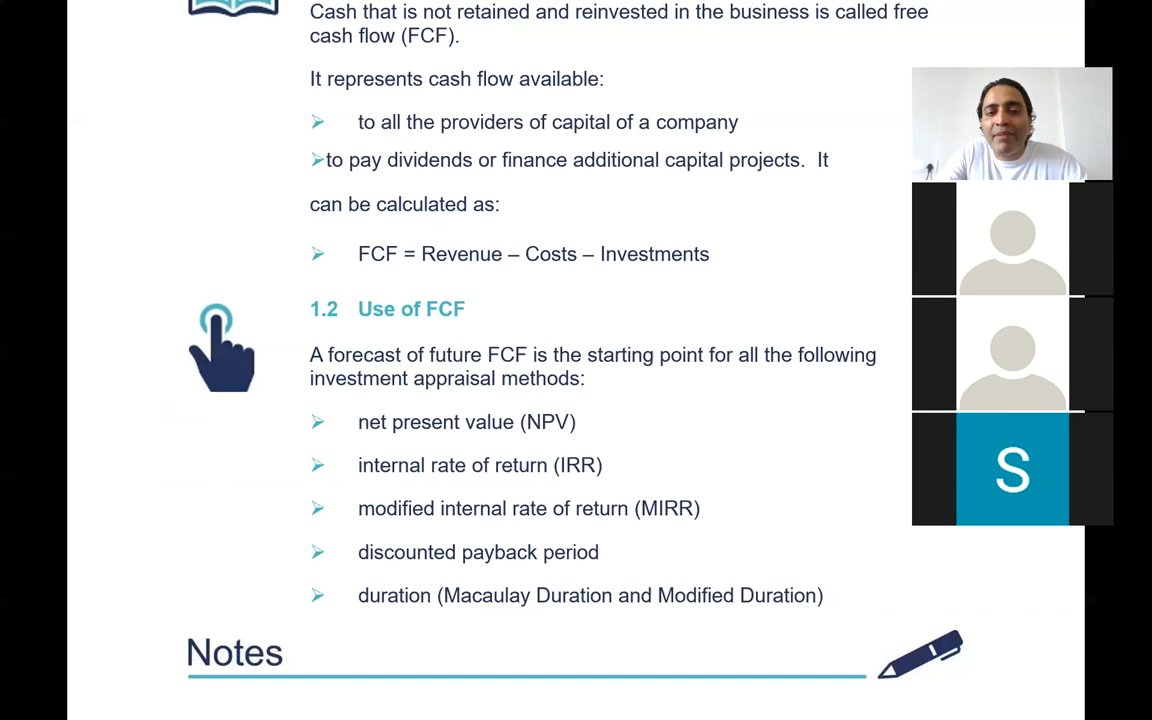 Cash that is not retained and reinvested in the business is called free
cash flow (FCF).
It represents cash flow available:
to all the providers of capital of a company
to pay dividends or finance additional capital projects. It
can be calculated as:
FCF = Revenue – Costs – Investments
1.2 Use of FCF
A forecast of future FCF is the starting point for all the following
investment appraisal methods:
net present value (NPV)
internal rate of return (IRR)
modified internal rate of return (MIRR)
discounted payback period
duration (Macaulay Duration and Modified Duration)
Notes
S